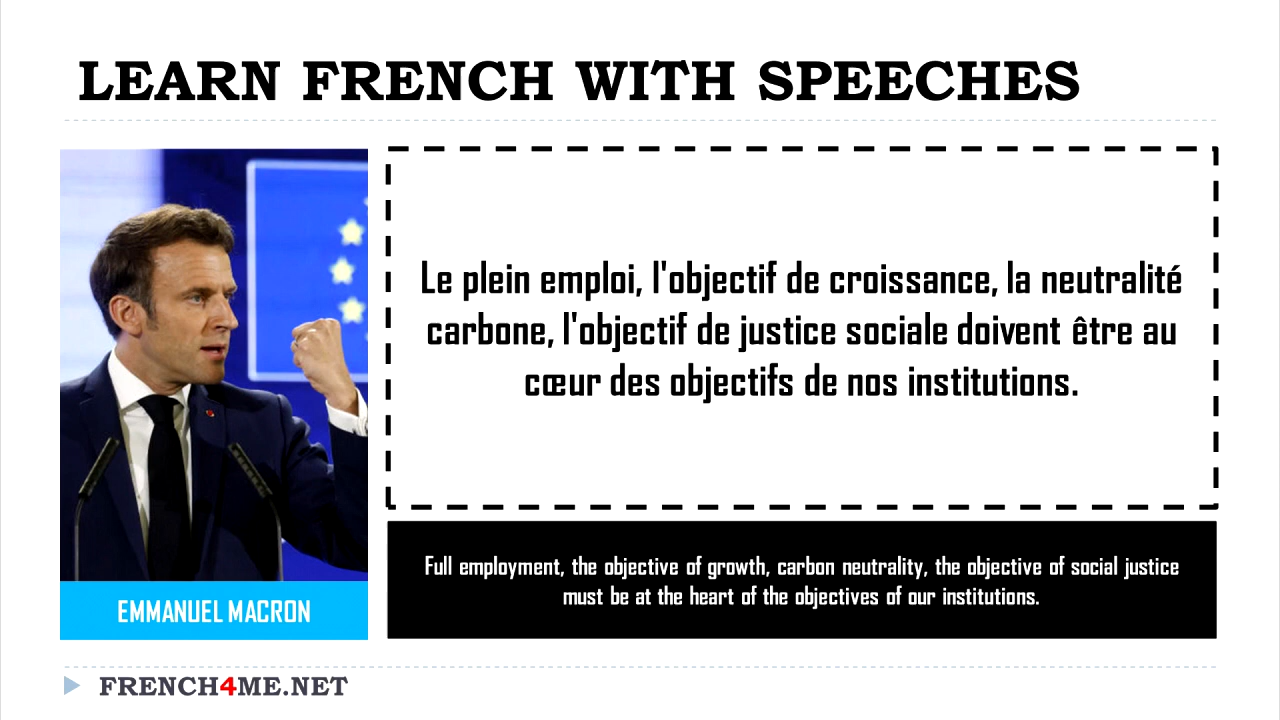 LEARN FRENCH WITH SPEECHES
Le plein emploi, l'objectif de croissance, la neutralité
carbone, l'objectif de justice sociale doivent être au
cœur des objectifs de nos institutions.
EMMANUEL MACRON
Full employment, the objective of growth, carbon neutrality, the objective of social justice
must be at the heart of the objectives of our institutions.
FRENCH4ME.NET